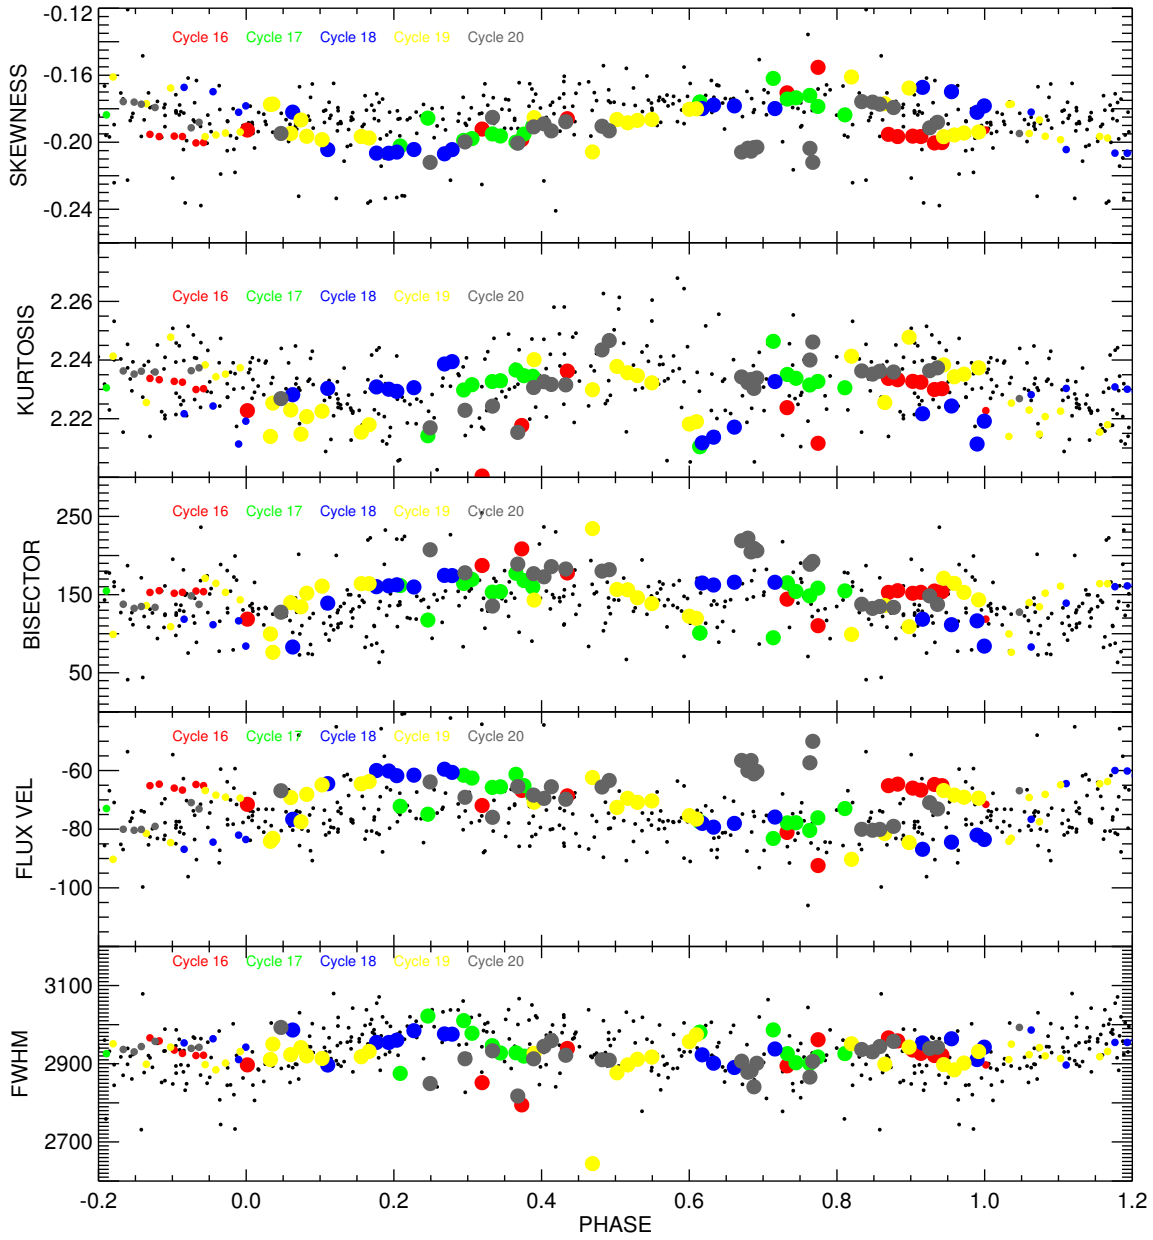 -0.12
-0.16
-0.20
-0.24
SKEWNESS
Cycle 16 Cycle 17 Cycle 18 Cycle 19 Cycle 20
2.26
2.24
2.22
KURTOSIS
Cycle 16 Cycle 17 Cycle 18 Cycle 19 Cycle 20
250
150
50
BISECTOR
Cycle 16 Cycle 17 Cycle 18 Cycle 19 Cycle 20
-60
-80
-100
FLUX VEL
Cycle 16 Cycle 17 Cycle 18 Cycle 19 Cycle 20
3100
2900
2700
FWHM
Cycle 16 Cycle 17 Cycle 18 Cycle 19 Cycle 20
-0.2 0.0 0.2 0.4 0.6 0.8 1.0 1.2
PHASE